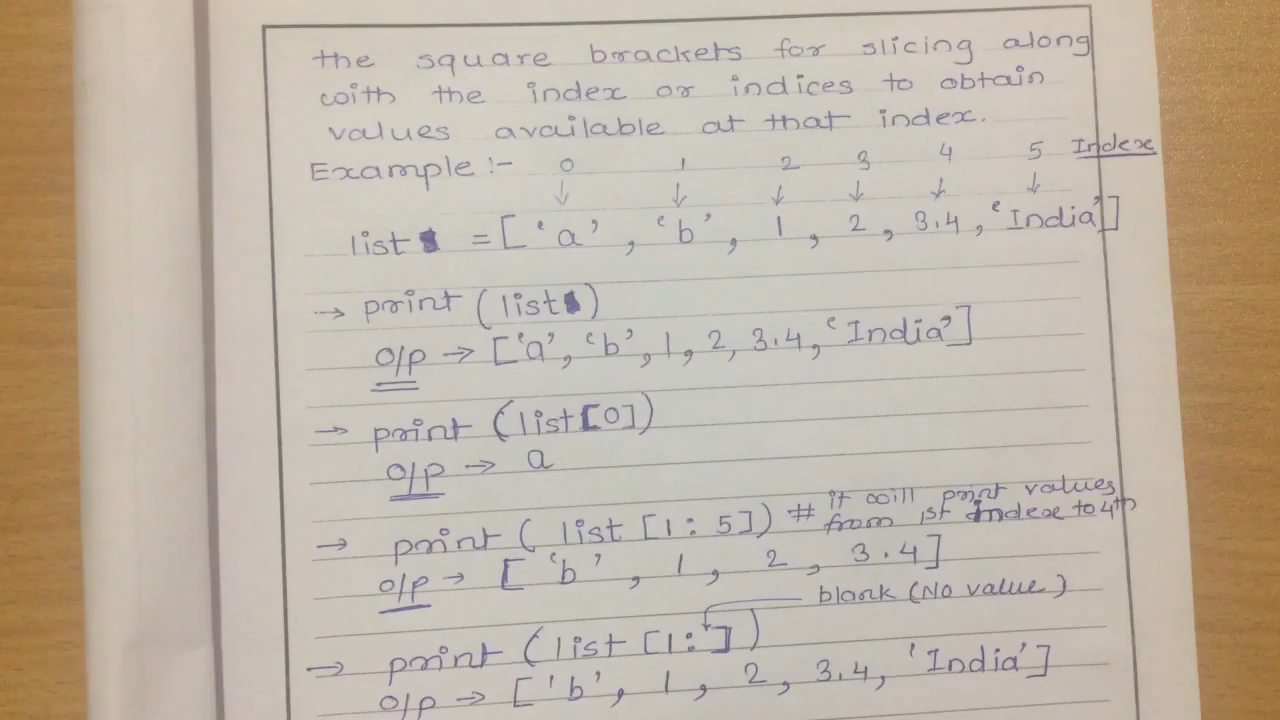 the square brackets for slicing along
with the index or indices to obtain
values available at that index.
Example :- 0 1 2 3 4 5 Index
↓ ↓ ↓ ↓ ↓ ↓
list = ['a', 'b', 1, 2, 3.4, 'India']
→ print (list)
o/p → ['a', 'b', 1, 2, 3.4, 'India']
→ print (list[0])
o/p → a
→ print ( list [1: 5]) # it will print values
from 1st index to 4th
o/p → [ 'b', 1, 2, 3.4]
blank (No value)
→ print (list [1: ])
o/p → ['b', 1, 2, 3.4, 'India']